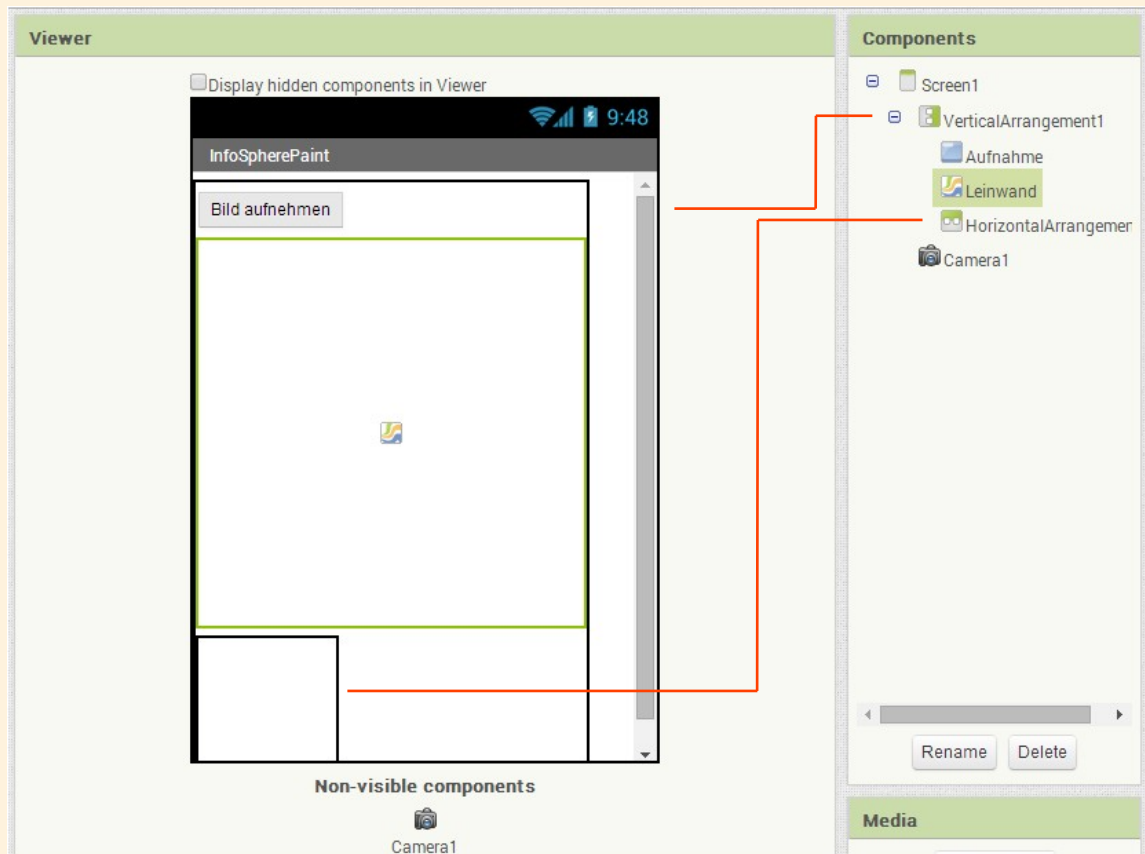 Viewer
Display hidden components in Viewer
9:48
InfoSpherePaint
Bild aufnehmen
Non-visible components
Camera1
Components
Screen1
VerticalArrangement1
Aufnahme
Leinwand
HorizontalArrangemen
Camera1
Rename Delete
Media